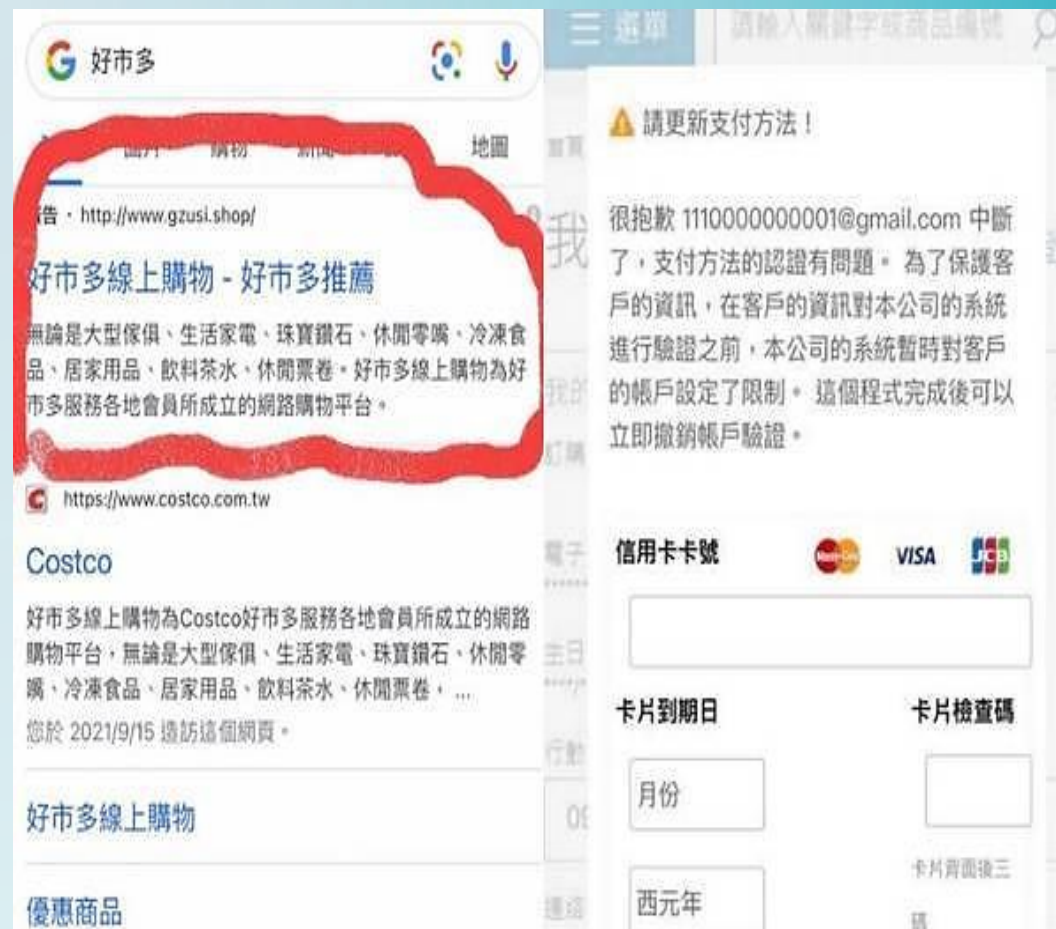 好市多
地圖
http://www.gzusi.shop/
好市多線上購物 - 好市多推薦
無論是大型傢俱、生活家電、珠寶鑽石、休閒零嘴、冷凍食
品、居家用品、飲料茶水、休閒票卷。好市多線上購物為好
市多服務各地會員所成立的網路購物平台。
https://www.costco.com.tw
Costco
好市多線上購物為Costco好市多服務各地會員所成立的網路
購物平台，無論是大型傢俱、生活家電、珠寶鑽石、休閒零
嘴、冷凍食品、居家用品、飲料茶水、休閒票卷， ...
您於 2021/9/15 造訪這個網頁。
好市多線上購物
優惠商品
選單
請輸入關鍵字或商品編號
請更新支付方法！
很抱歉 1110000000001@gmail.com 中斷
了，支付方法的認證有問題。 為了保護客
戶的資訊，在客戶的資訊對本公司的系統
進行驗證之前，本公司的系統暫時對客戶
的帳戶設定了限制。 這個程式完成後可以
立即撤銷帳戶驗證。
信用卡卡號
VISA
JCB
卡片到期日
卡片檢查碼
月份
西元年
卡片背面後三
碼
我